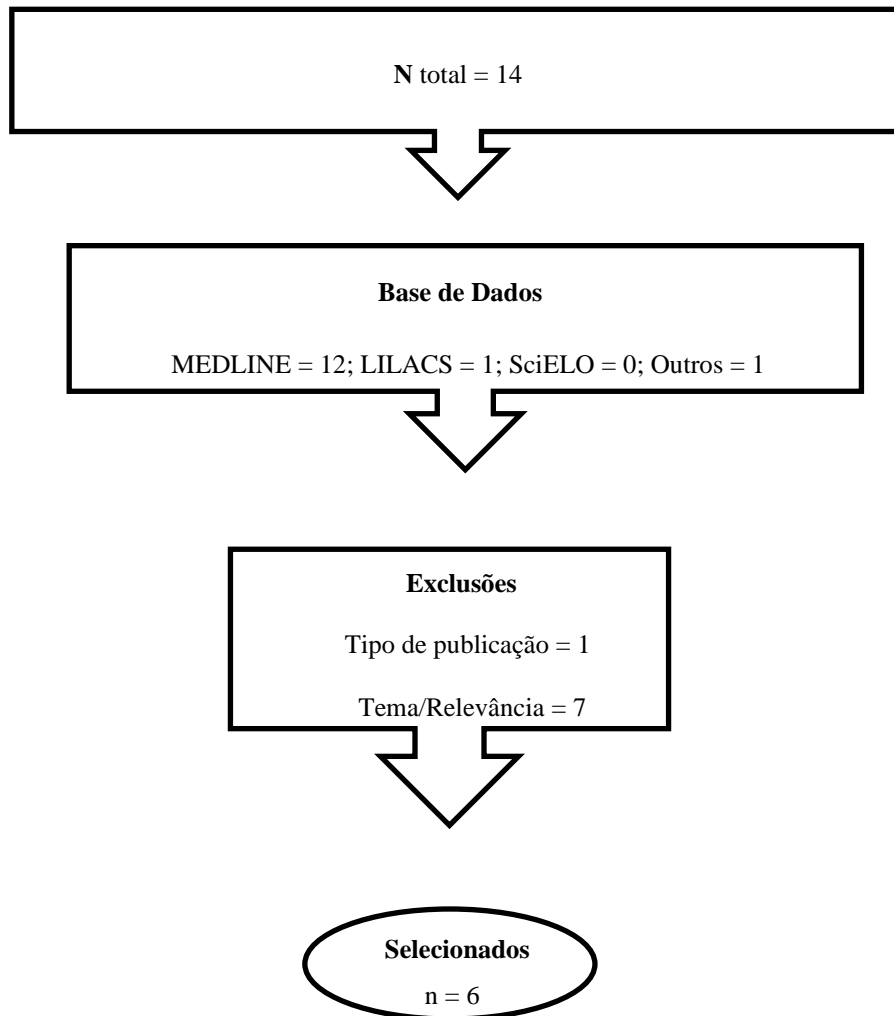 N total = 14
Base de Dados
MEDLINE = 12; LILACS = 1; SciELO = 0; Outros = 1
Exclusões
Tipo de publicação = 1
Tema/Relevância = 7
Selecionados
n = 6